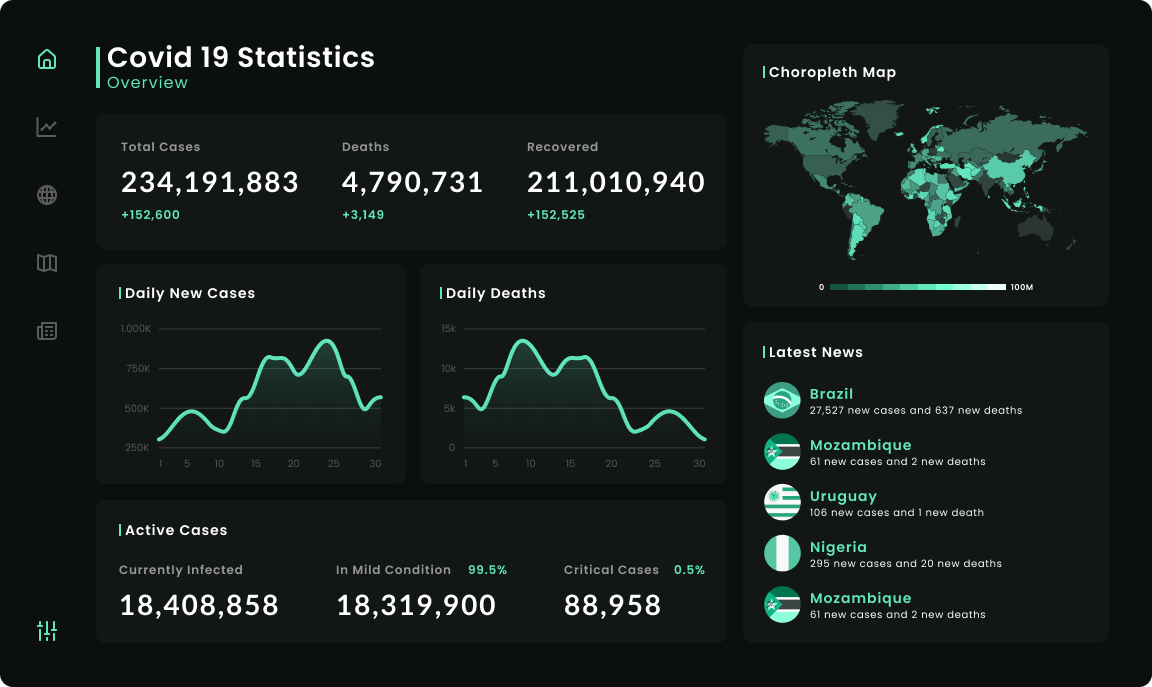 Covid 19 Statistics
Overview
Total Cases
234,191,883
+152,600
Deaths
4,790,731
+3,149
Recovered
211,010,940
+152,525
Daily New Cases
1.000K
750K
500K
250K
1 5 10 15 20 25 30
Daily Deaths
15k
10k
5k
0
1 5 10 15 20 25 30
Active Cases
Currently Infected
18,408,858
In Mild Condition 99.5%
18,319,900
Critical Cases 0.5%
88,958
Choropleth Map
0 100M
Latest News
Brazil
27,527 new cases and 637 new deaths
Mozambique
61 new cases and 2 new deaths
Uruguay
106 new cases and 1 new death
Nigeria
295 new cases and 20 new deaths
Mozambique
61 new cases and 2 new deaths